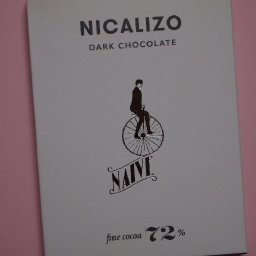 NICALIZO
DARK CHOCOLATE
NAIVE
fine cocoa 72%